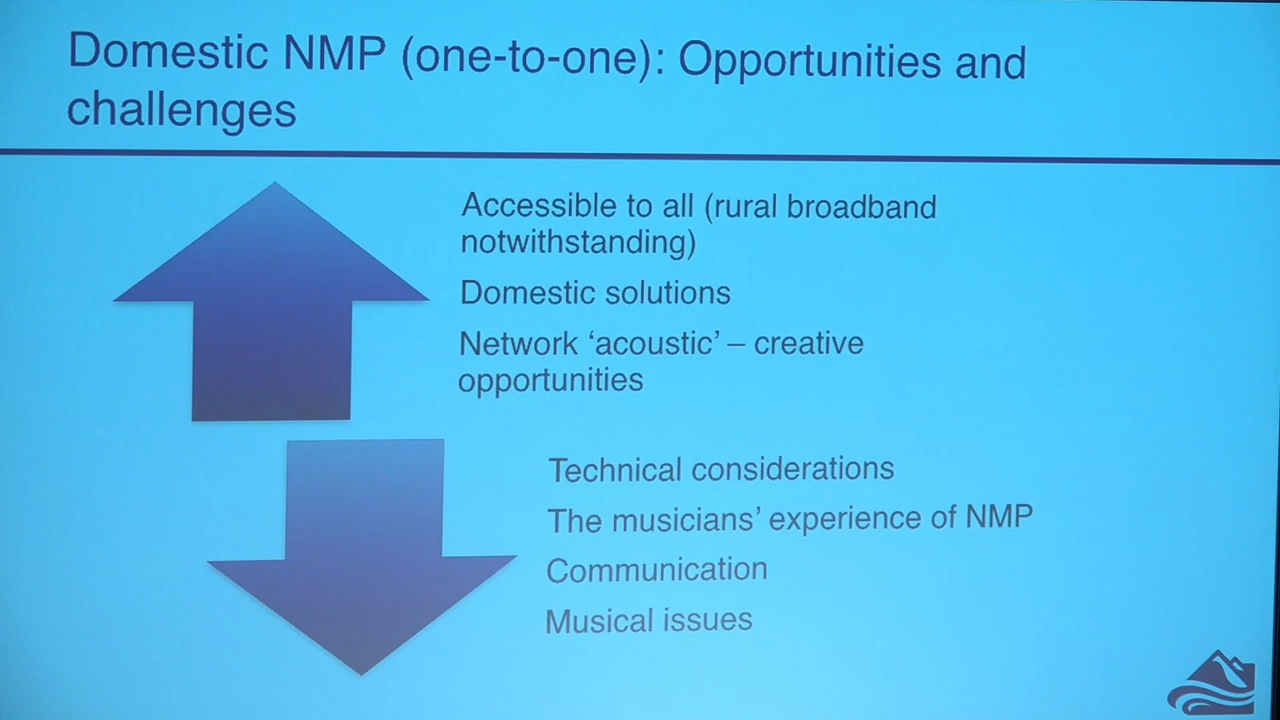 Domestic NMP (one-to-one): Opportunities and
challenges
Accessible to all (rural broadband
notwithstanding)
Domestic solutions
Network ‘acoustic’ – creative
opportunities
Technical considerations
The musicians’ experience of NMP
Communication
Musical issues